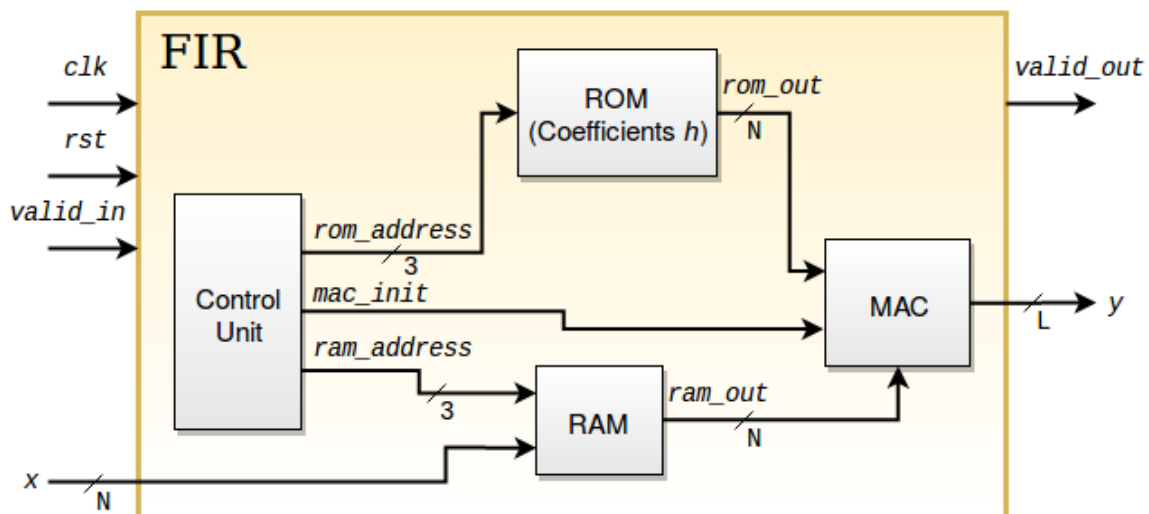 FIR
clk
rst
valid_in
valid_out
ROM
(Coefficients h)
rom_out
N
Control
Unit
rom_address
3
mac_init
ram_address
3
MAC
L
y
RAM
ram_out
N
x
N